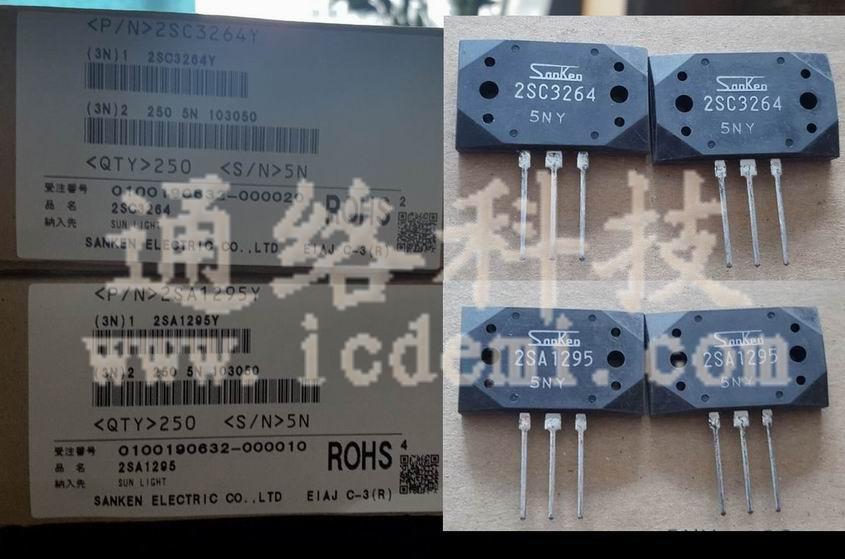 <P/N>2SC3264Y
(3N)1 2SC3264Y
(3N)2 250 5N 103050
<QTY>250 <S/N>5N
受注番号 0100190632-000020
品 名 2SC3264
納入先 SUN LIGHT
ROHS 2
SANKEN ELECTRIC CO.,LTD EIAJ C-3(R)
<P/N>2SA1295Y
(3N)1 2SA1295Y
(3N)2 250 5N 103050
<QTY>250 <S/N>5N
受注番号 0100190632-000010
品 名 2SA1295
納入先 SUN LIGHT
ROHS 4
SANKEN ELECTRIC CO.,LTD EIAJ C-3(R)
SanKen
2SC3264
5NY
SanKen
2SC3264
5NY
SanKen
2SA1295
5NY
SanKen
2SA1295
5NY
通络科技
www.icdemi.com